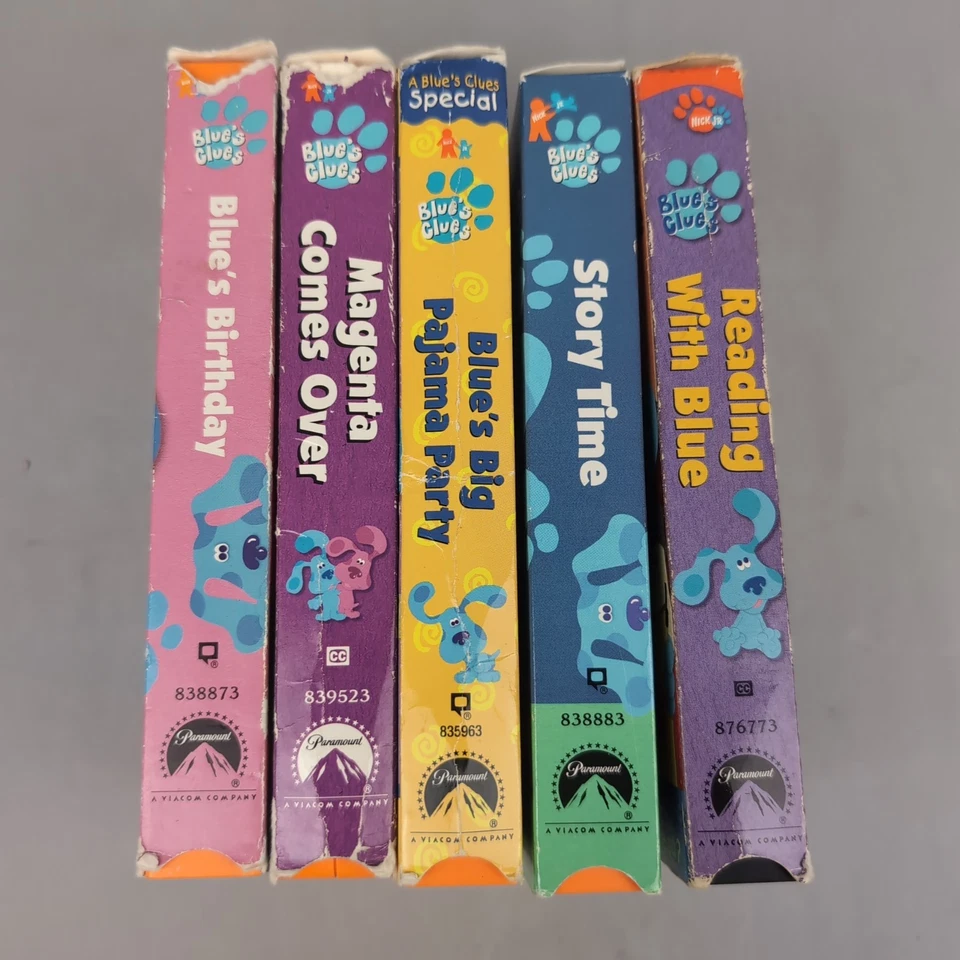 Blue's
Clues
Blue's Birthday
838873
Paramount
®
A VIACOM COMPANY
Blue's
Clues
Magenta
Comes Over
CC
839523
Paramount
®
A VIACOM COMPANY
A Blue's Clues
Special
Blue's
Clues
Blue's Big
Pajama Party
®
835963
Paramount
®
A VIACOM COMPANY
NICK JR
Blue's
Clues
Story Time
®
838883
Paramount
®
A VIACOM COMPANY
NICK JR
Blue's
Clues
Reading
With Blue
CC
876773
Paramount
®
A VIACOM COMPANY